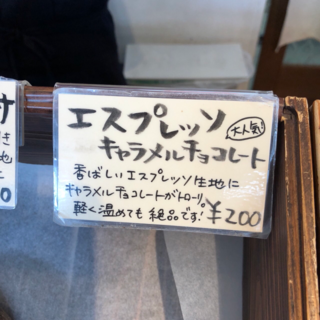 エスプレッソ
大人気!
キャラメルチョコレート
香ばしいエスプレッソ生地に
キャラメルチョコレートがトローリ。
軽く温めても絶品です! ¥200
き
地
0